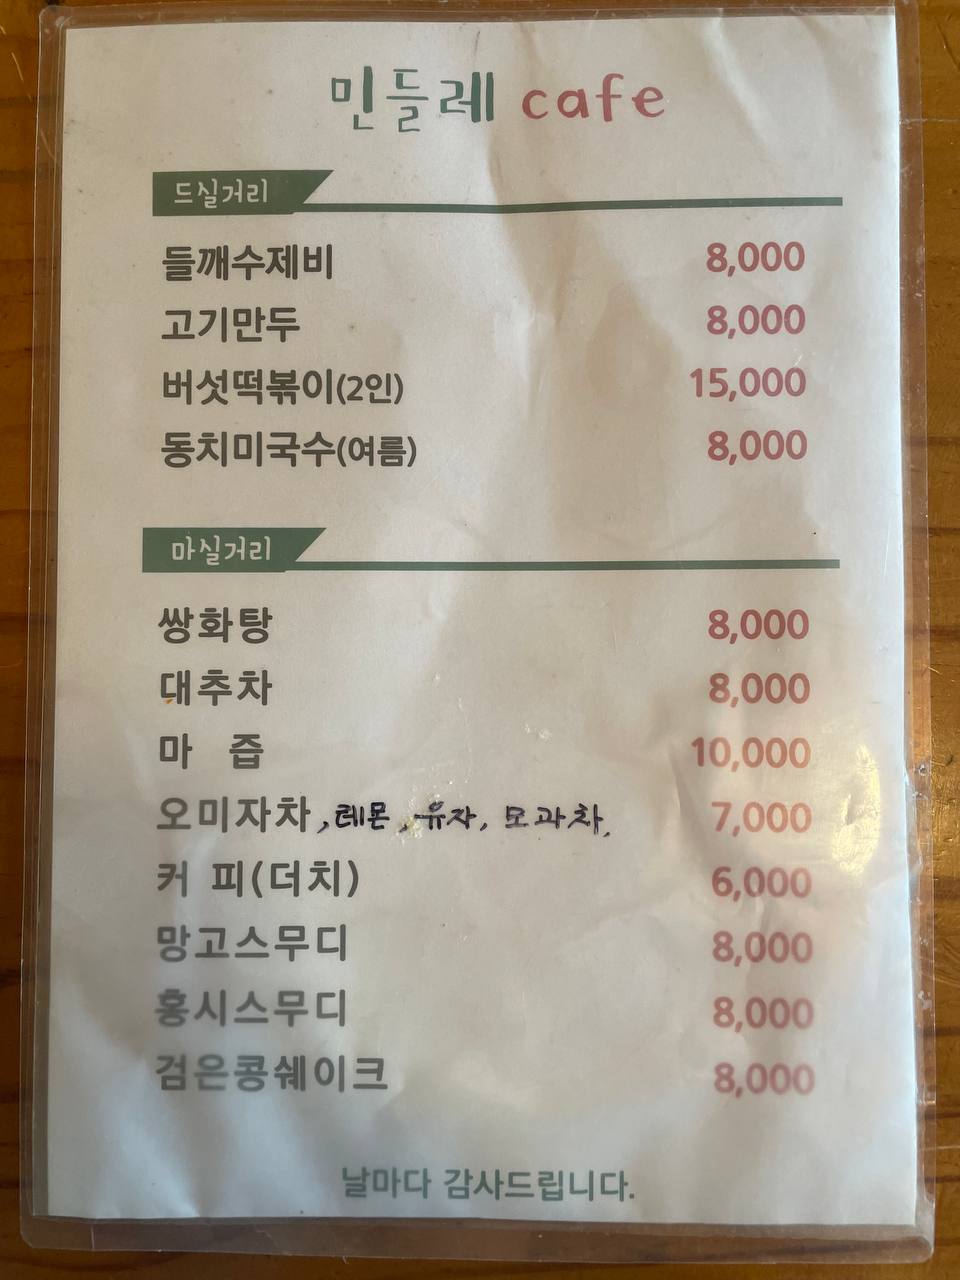 민들레 cafe
드실거리
들깨수제비 8,000
고기만두 8,000
버섯떡볶이(2인) 15,000
동치미국수(여름) 8,000
마실거리
쌍화탕 8,000
대추차 8,000
마 즙 10,000
오미자차, 레몬, 유자, 모과차, 7,000
커 피(더치) 6,000
망고스무디 8,000
홍시스무디 8,000
검은콩쉐이크 8,000
날마다 감사드립니다.